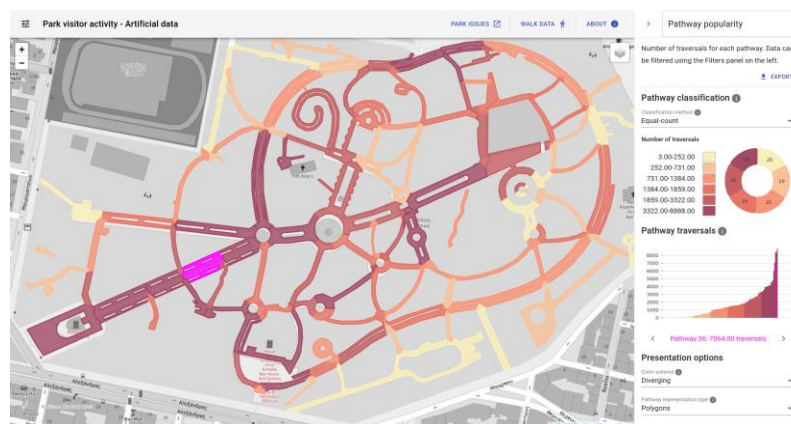 Park visitor activity - Artificial data
PARK ISSUES
WALK DATA
ABOUT
Pathway popularity
Number of traversals for each pathway. Data can
be filtered using the Filters panel on the left.
EXPORT
Pathway classification
Classification method
Equal-count
Number of traversals
3.00-252.00
252.00-731.00
731.00-1384.00
1384.00-1859.00
1859.00-3322.00
3322.00-8888.00
Pathway traversals
8000
7000
6000
5000
4000
3000
2000
1000
0
Pathway 36: 7064.00 traversals
Presentation options
Color scheme
Diverging
Pathway representation type
Polygons
+
−
Αλεξάνδρας
Αλεξάνδρας
Αλεξάνδρας